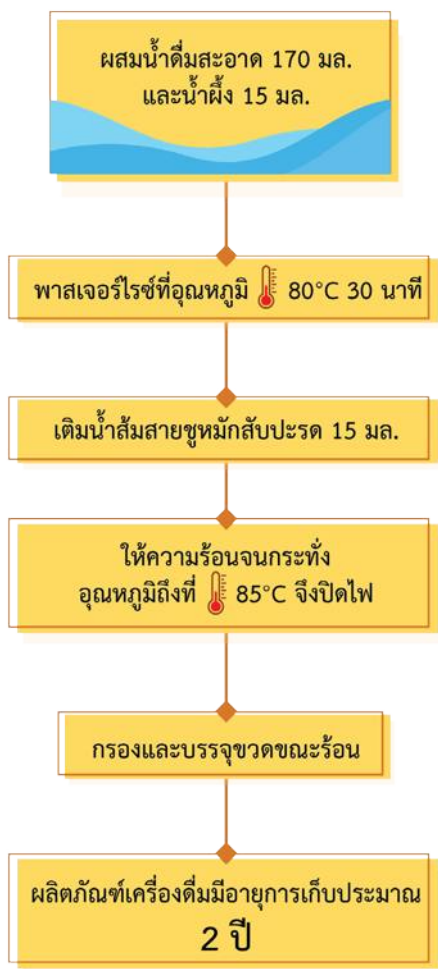 ผสมน้ำดื่มสะอาด 170 มล.
และน้ำผึ้ง 15 มล.
พาสเจอร์ไรซ์ที่อุณหภูมิ 80°C 30 นาที
เติมน้ำส้มสายชูหมักสับปะรด 15 มล.
ให้ความร้อนจนกระทั่ง
อุณหภูมิถึงที่ 85°C จึงปิดไฟ
กรองและบรรจุขวดขณะร้อน
ผลิตภัณฑ์เครื่องดื่มมีอายุการเก็บประมาณ
2 ปี